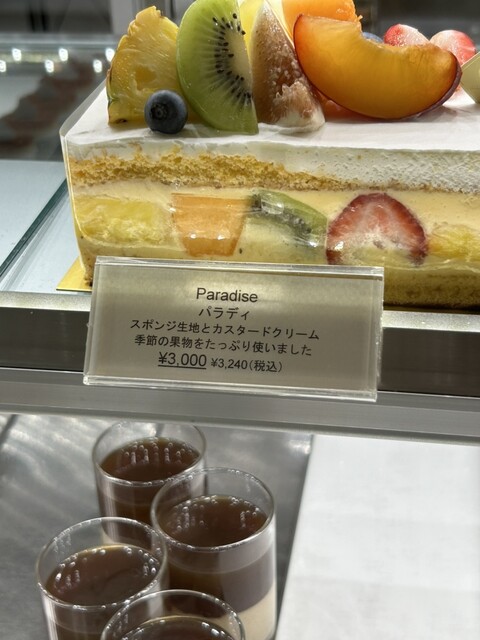 Paradise
パラディ
スポンジ生地とカスタードクリーム
季節の果物をたっぷり使いました
¥3,000 ¥3,240(税込)